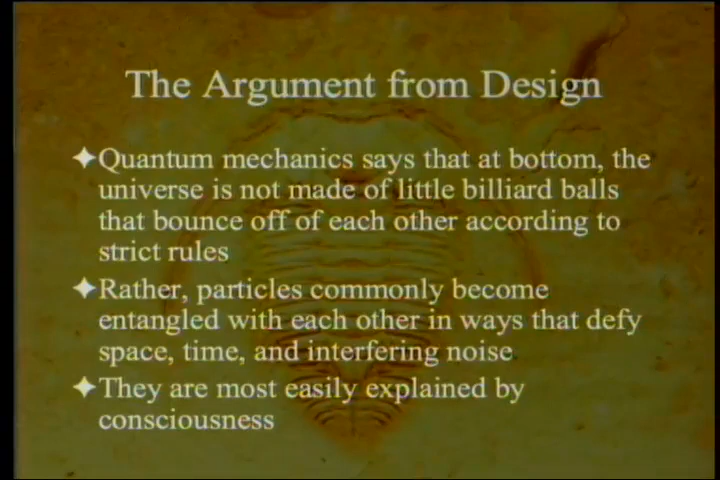 The Argument from Design
Quantum mechanics says that at bottom, the
universe is not made of little billiard balls
that bounce off of each other according to
strict rules
Rather, particles commonly become
entangled with each other in ways that defy
space, time, and interfering noise
They are most easily explained by
consciousness